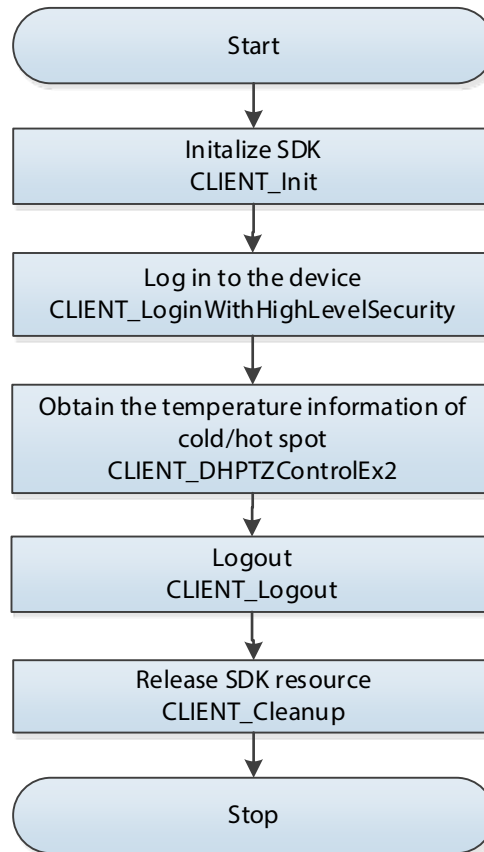 Start
Initalize SDK
CLIENT_Init
Log in to the device
CLIENT_LoginWithHighLevelSecurity
Obtain the temperature information of
cold/hot spot
CLIENT_DHPTZControlEx2
Logout
CLIENT_Logout
Release SDK resource
CLIENT_Cleanup
Stop